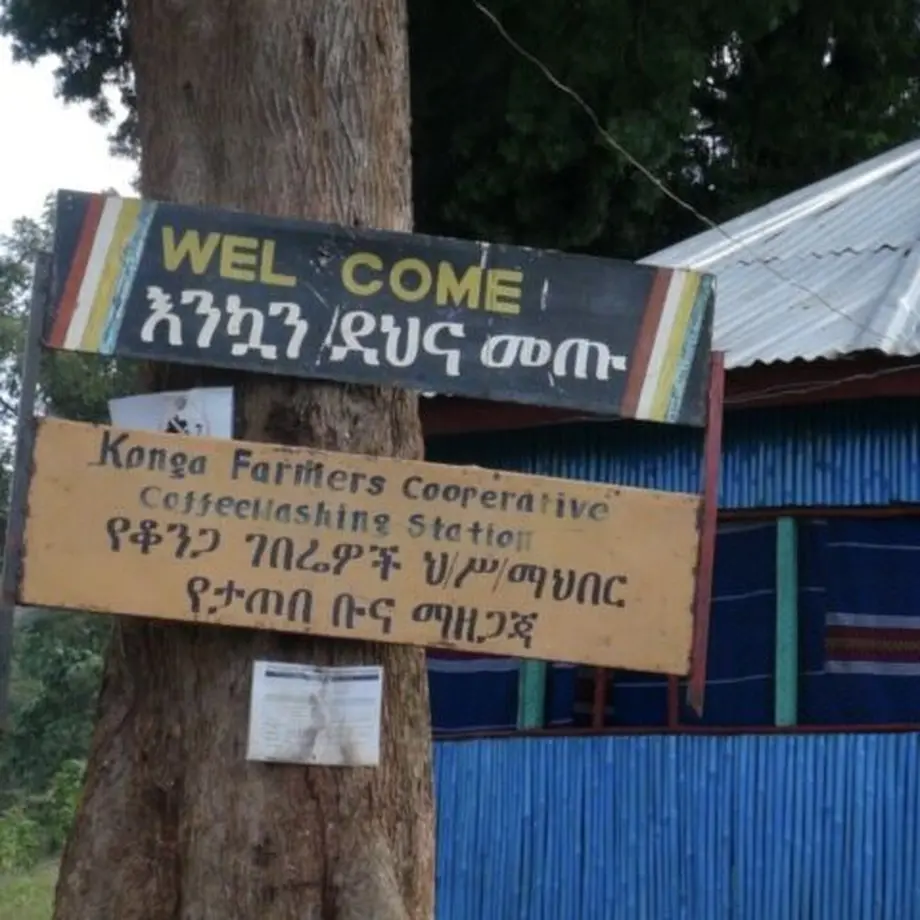 WEL COME
እንኳን ደህና መጡ
Konga Farmers Cooperative
CoffeeWashing Station
የቆንጋ ገበሬዎች ህ/ሥ/ማህበር
የታጠበ ቡና ማዘጋጃ